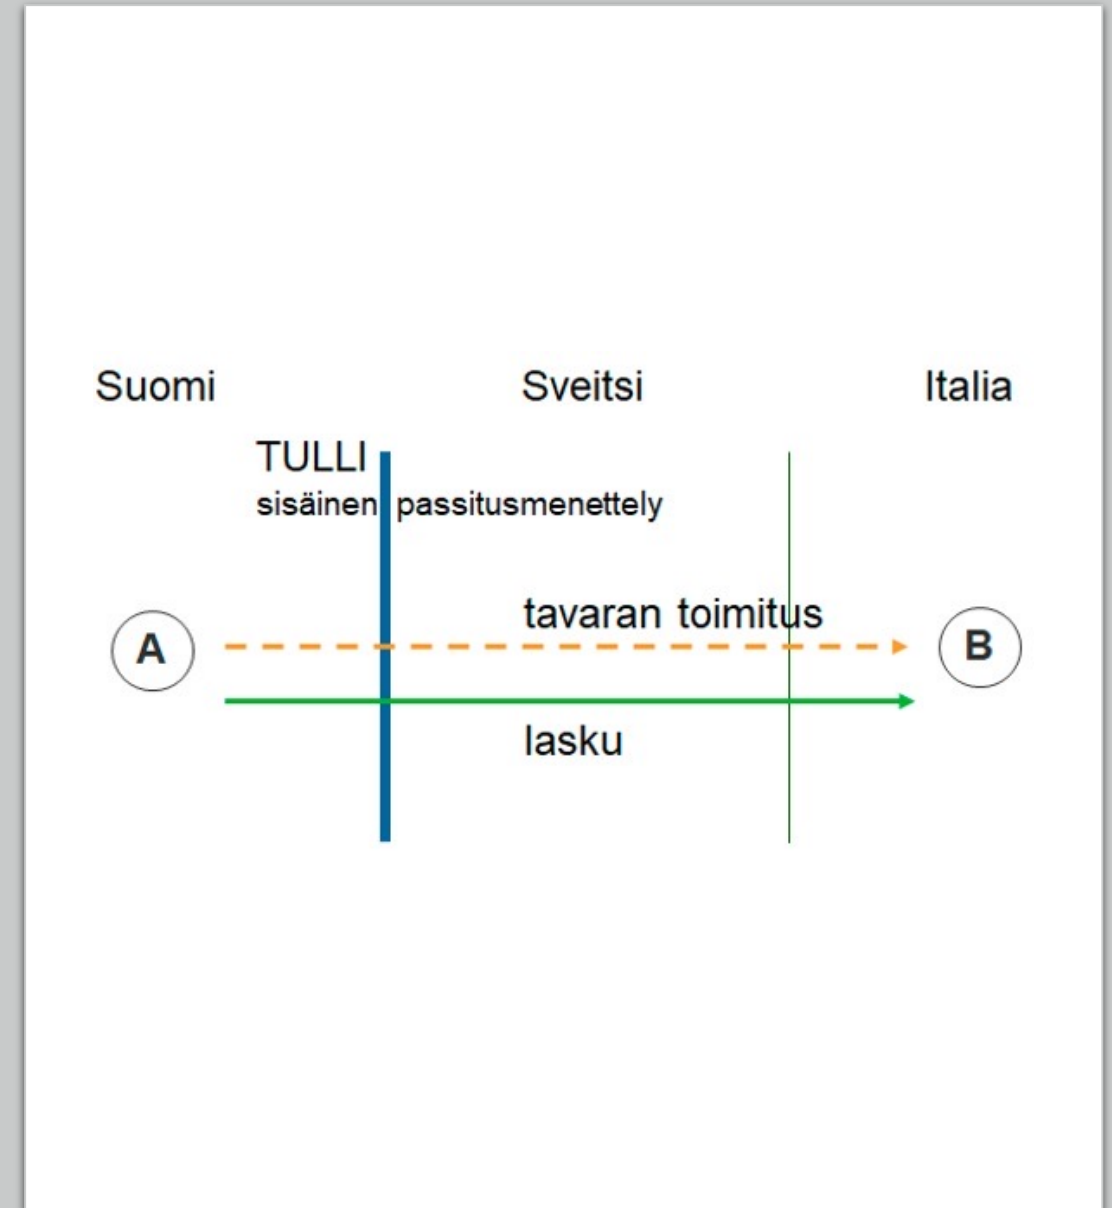 Suomi Sveitsi Italia
TULLI
sisäinen passitusmenettely
tavaran toimitus
A B
lasku